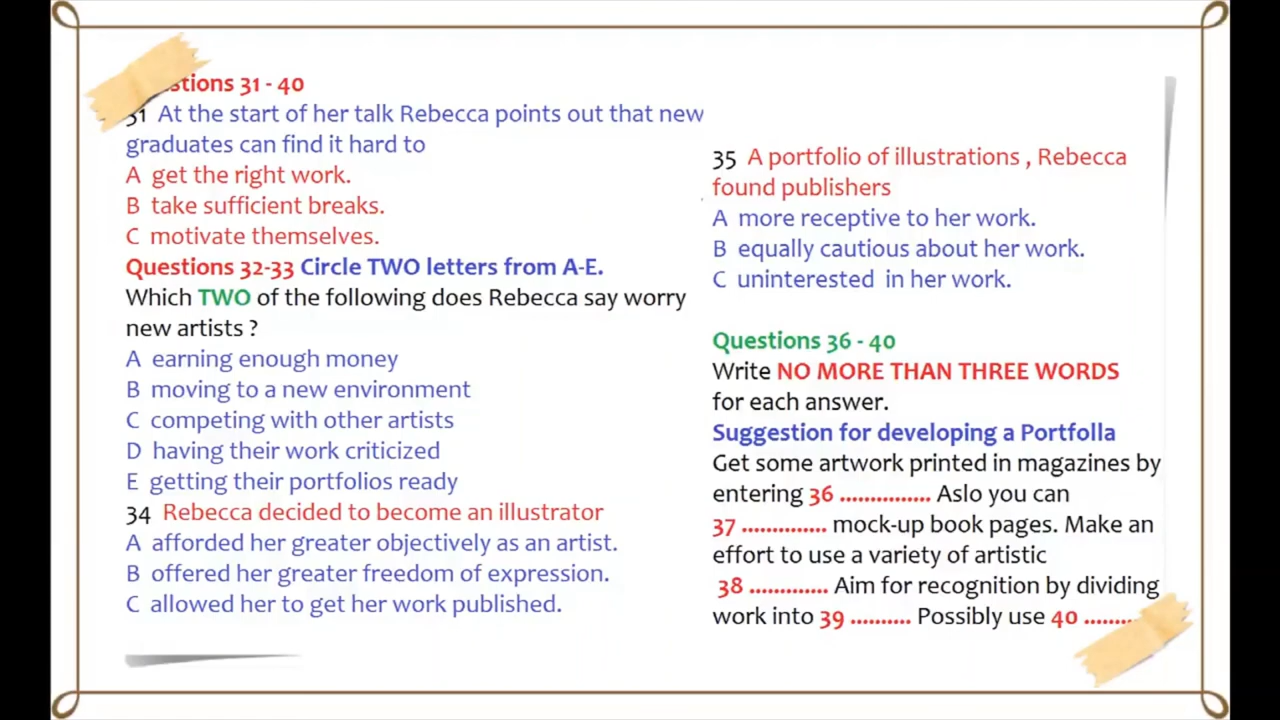 stions 31 - 40
31 At the start of her talk Rebecca points out that new
graduates can find it hard to
A get the right work.
B take sufficient breaks.
C motivate themselves.
Questions 32-33 Circle TWO letters from A-E.
Which TWO of the following does Rebecca say worry
new artists ?
A earning enough money
B moving to a new environment
C competing with other artists
D having their work criticized
E getting their portfolios ready
34 Rebecca decided to become an illustrator
A afforded her greater objectively as an artist.
B offered her greater freedom of expression.
C allowed her to get her work published.
35 A portfolio of illustrations , Rebecca
found publishers
A more receptive to her work.
B equally cautious about her work.
C uninterested in her work.
Questions 36 - 40
Write NO MORE THAN THREE WORDS
for each answer.
Suggestion for developing a Portfolla
Get some artwork printed in magazines by
entering 36 ............... Aslo you can
37 .............. mock-up book pages. Make an
effort to use a variety of artistic
38 ............. Aim for recognition by dividing
work into 39 .......... Possibly use 40 ........